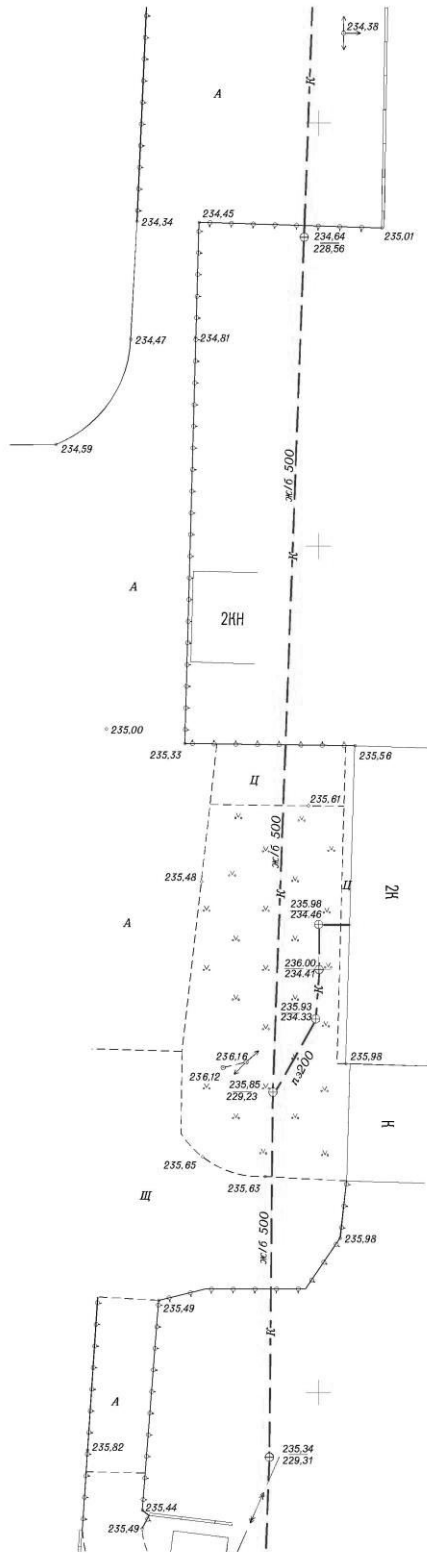 234,38
К
А
234,34
234,45
234,64
228,56
235,01
234,47
234,81
234,59
ж/б 500
К
А
2КН
235,00
235,33
235,56
Ц
235,61
ж/б 500
235,48
К
Ц
2К
А
235.98
234.46
236.00
234.41
К
235.93
234.33
236,16
236,12
235,85
229,23
пэ200
235,98
К
235,65
235,63
Щ
ж/б 500
235,98
235,49
К
А
235,82
235,34
229,31
235,44
235,49